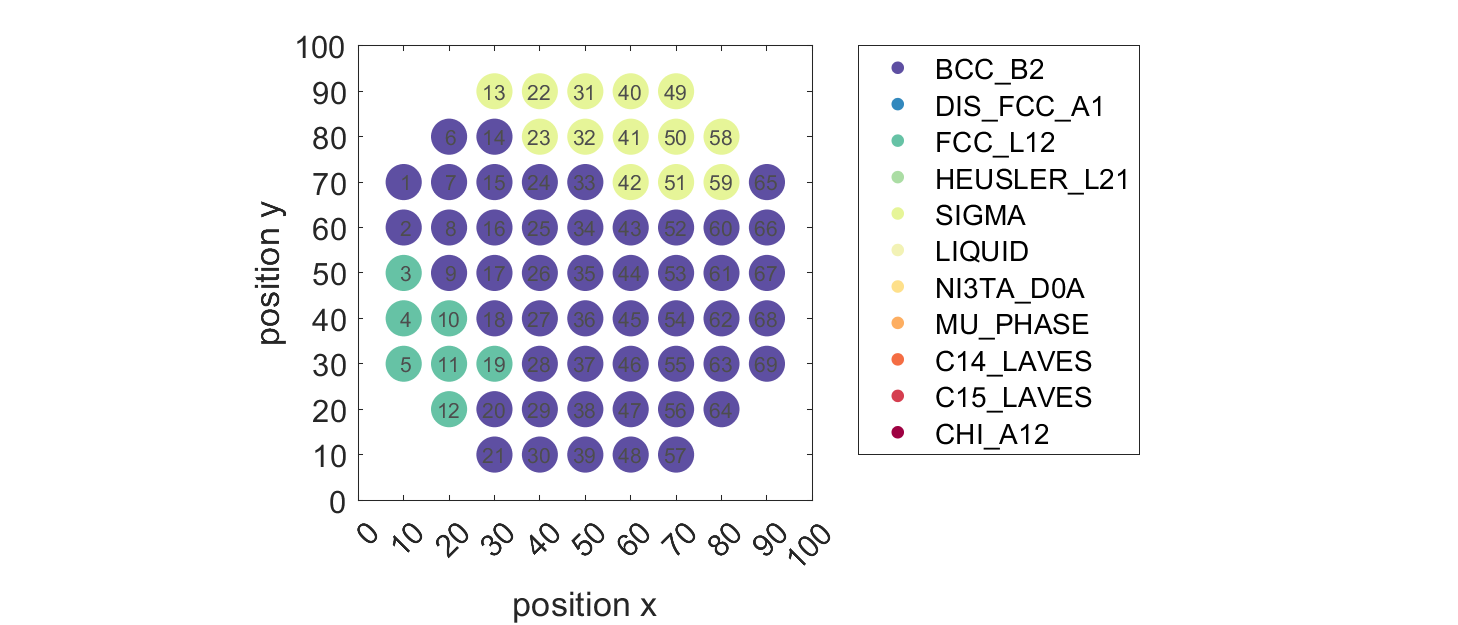 100
90
80
70
60
50
40
30
20
10
0
position y
13 22 31 40 49
6 14 23 32 41 50 58
1 7 15 24 33 42 51 59 65
2 8 16 25 34 43 52 60 66
3 9 17 26 35 44 53 61 67
4 10 18 27 36 45 54 62 68
5 11 19 28 37 46 55 63 69
12 20 29 38 47 56 64
21 30 39 48 57
0 10 20 30 40 50 60 70 80 90 100
position x
BCC_B2
DIS_FCC_A1
FCC_L12
HEUSLER_L21
SIGMA
LIQUID
NI3TA_D0A
MU_PHASE
C14_LAVES
C15_LAVES
CHI_A12